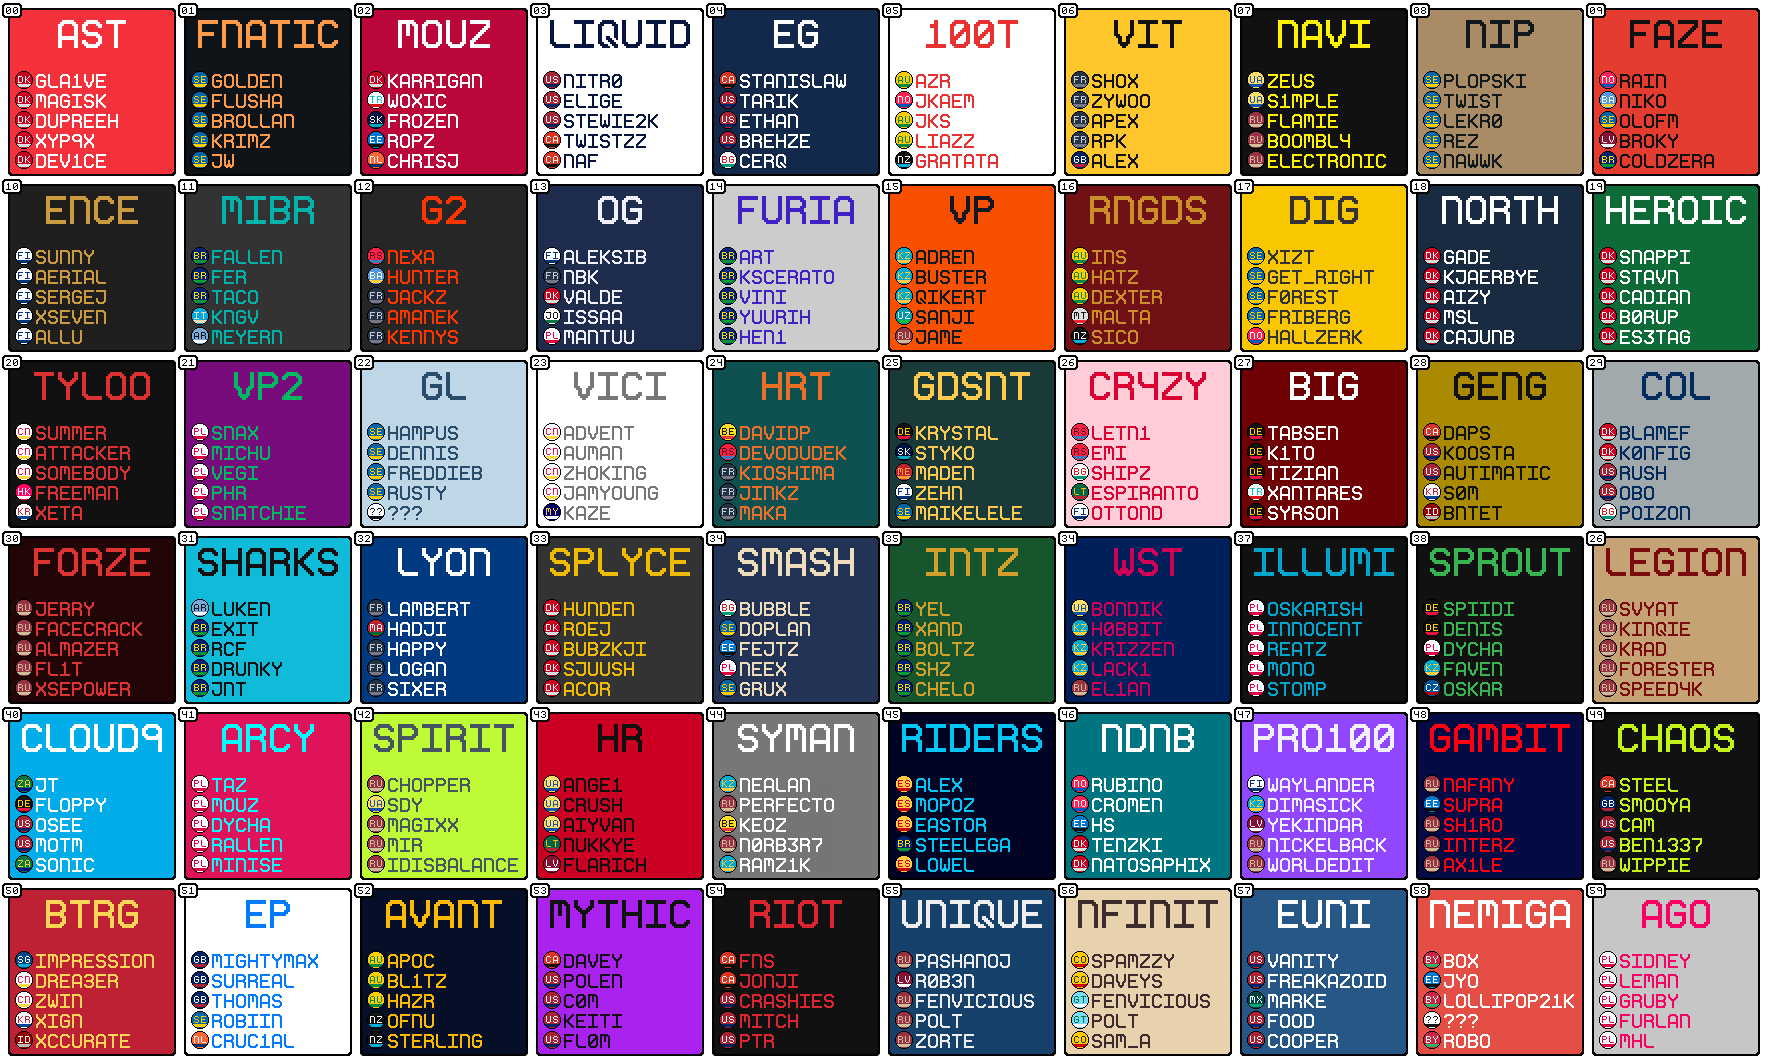 00
AST
DK GLA1VE
DK MAGISK
DK DUPREEH
DK XYP9X
DK DEV1CE
01
FNATIC
SE GOLDEN
SE FLUSHA
SE BROLLAN
SE KRIMZ
SE JW
02
MOUZ
DK KARRIGAN
TR WOXIC
SK FROZEN
EE ROPZ
NL CHRISJ
03
LIQUID
US NITR0
US ELIGE
US STEWIE2K
CA TWISTZZ
CA NAF
04
EG
CA STANISLAW
US TARIK
US ETHAN
US BREHZE
BG CERQ
05
100T
AU AZR
NO JKAEM
AU JKS
AU LIAZZ
NZ GRATATA
06
VIT
FR SHOX
FR ZYWOO
FR APEX
FR RPK
GB ALEX
07
NAVI
UA ZEUS
UA S1MPLE
RU FLAMIE
RU BOOMBL4
RU ELECTRONIC
08
NIP
SE PLOPSKI
SE TWIST
SE LEKR0
SE REZ
SE NAWWK
09
FAZE
NO RAIN
BA NIKO
SE OLOFM
LV BROKY
BR COLDZERA
10
ENCE
FI SUNNY
FI AERIAL
FI SERGEJ
FI XSEVEN
FI ALLU
11
MIBR
BR FALLEN
BR FER
BR TACO
IT KNGV
AR MEYERN
12
G2
RS NEXA
BA HUNTER
FR JACKZ
FR AMANEK
FR KENNYS
13
OG
FI ALEKSIB
FR NBK
DK VALDE
JO ISSAA
PL MANTUU
14
FURIA
BR ART
BR KSCERATO
BR VINI
BR YUURIH
BR HEN1
15
VP
KZ ADREN
KZ BUSTER
KZ QIKERT
UZ SANJI
RU JAME
16
RNGDS
AU INS
AU HATZ
AU DEXTER
MT MALTA
NZ SICO
17
DIG
SE XIZT
SE GET_RIGHT
SE F0REST
SE FRIBERG
NO HALLZERK
18
NORTH
DK GADE
DK KJAERBYE
DK AIZY
DK MSL
DK CAJUNB
19
HEROIC
DK SNAPPI
DK STAVN
DK CADIAN
DK B0RUP
DK ES3TAG
20
TYLOO
CN SUMMER
CN ATTACKER
CN SOMEBODY
HK FREEMAN
KR XETA
21
VP2
PL SNAX
PL MICHU
PL VEGI
PL PHR
PL SNATCHIE
22
GL
SE HAMPUS
SE DENNIS
SE FREDDIEB
SE RUSTY
?? ???
23
VICI
CN ADVENT
CN AUMAN
CN ZHOKING
CN JAMYOUNG
MY KAZE
24
HRT
BE DAVIDP
RS DEVODUDEK
FR KIOSHIMA
FR JINKZ
FR MAKA
25
GDSNT
DE KRYSTAL
SK STYKO
ME MADEN
FI ZEHN
SE MAIKELELE
26
CR4ZY
RS LETN1
RS EMI
BG SHIPZ
LT ESPIRANTO
FI OTTOND
27
BIG
DE TABSEN
DE K1TO
DE TIZIAN
TR XANTARES
DE SYRSON
28
GENG
CA DAPS
US KOOSTA
US AUTIMATIC
KR S0M
ID BNTET
29
COL
DK BLAMEF
DK K0NFIG
US RUSH
US OBO
BG POIZON
30
FORZE
RU JERRY
RU FACECRACK
RU ALMAZER
RU FL1T
RU XSEPOWER
31
SHARKS
AR LUKEN
BR EXIT
BR RCF
BR DRUNKY
BR JNT
32
LYON
FR LAMBERT
MA HADJI
FR HAPPY
FR LOGAN
FR SIXER
33
SPLYCE
DK HUNDEN
DK ROEJ
DK BUBZKJI
DK SJUUSH
DK ACOR
34
SMASH
BG BUBBLE
SE DOPLAN
EE FEJTZ
PL NEEX
SE GRUX
35
INTZ
BR YEL
BR XAND
BR BOLTZ
BR SHZ
BR CHELO
34
WST
UA BONDIK
KZ H0BBIT
KZ KRIZZEN
KZ LACK1
RU EL1AN
37
ILLUMI
PL OSKARISH
PL INNOCENT
PL REATZ
PL MONO
PL STOMP
38
SPROUT
DE SPIIDI
DE DENIS
PL DYCHA
KZ FAVEN
CZ OSKAR
26
LEGION
RU SVYAT
RU KINQIE
RU KRAD
RU FORESTER
RU SPEED4K
40
CLOUD9
ZA JT
DE FLOPPY
US OSEE
US MOTM
ZA SONIC
41
ARCY
PL TAZ
PL MOUZ
PL DYCHA
PL RALLEN
PL MINISE
42
SPIRIT
RU CHOPPER
UA SDY
RU MAGIXX
RU MIR
RU IDISBALANCE
43
HR
UA ANGE1
UA CRUSH
UA AIYVAN
LT NUKKYE
LV FLARICH
44
SYMAN
KZ NEALAN
RU PERFECTO
BE KEOZ
RU N0RB3R7
KZ RAMZ1K
45
RIDERS
ES ALEX
ES MOPOZ
ES EASTOR
BR STEELEGA
ES LOWEL
46
NDNB
NO RUBINO
NO CROMEN
EE HS
DK TENZKI
DK NATOSAPHIX
47
PRO100
FI WAYLANDER
KZ DIMASICK
LV YEKINDAR
RU NICKELBACK
RU WORLDEDIT
48
GAMBIT
RU NAFANY
EE SUPRA
RU SH1RO
RU INTERZ
RU AX1LE
49
CHAOS
CA STEEL
GB SMOOYA
US CAM
US BEN1337
RU WIPPIE
50
BTRG
SG IMPRESSION
CN DREA3ER
CN ZWIN
KR XIGN
ID XCCURATE
51
EP
GB MIGHTYMAX
GB SURREAL
GB THOMAS
SE ROBIIN
NL CRUC1AL
52
AVANT
AU APOC
AU BL1TZ
AU HAZR
NZ OFNU
NZ STERLING
53
MYTHIC
CA DAVEY
US POLEN
US C0M
US KEITI
US FL0M
54
RIOT
CA FNS
CA JONJI
US CRASHIES
US MITCH
US PTR
55
UNIQUE
RU PASHANOJ
LV R0B3N
RU FENVICIOUS
RU POLT
RU ZORTE
56
NFINIT
CO SPAMZZY
CO DAVEYS
GT FENVICIOUS
GT POLT
CO SAM_A
57
EUNI
US VANITY
US FREAKAZOID
MX MARKE
US FOOD
US COOPER
58
NEMIGA
BY BOX
EE JYO
BY LOLLIPOP21K
?? ???
BY ROBO
59
AGO
PL SIDNEY
PL LEMAN
PL GRUBY
PL FURLAN
PL MHL